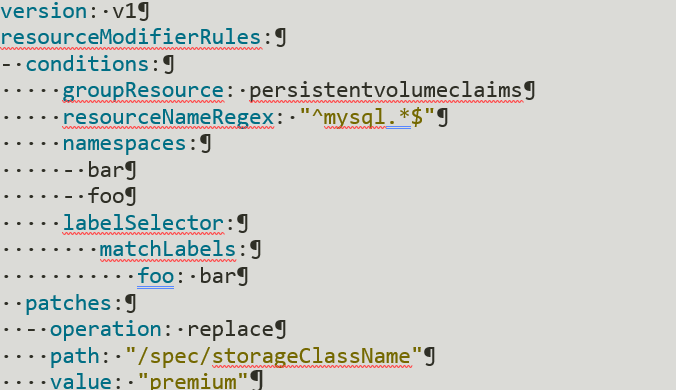 version: v1
resourceModifierRules:
- conditions:
     groupResource: persistentvolumeclaims
     resourceNameRegex: "^mysql.*$"
     namespaces:
     - bar
     - foo
     labelSelector:
        matchLabels:
           foo: bar
  patches:
  - operation: replace
    path: "/spec/storageClassName"
    value: "premium"